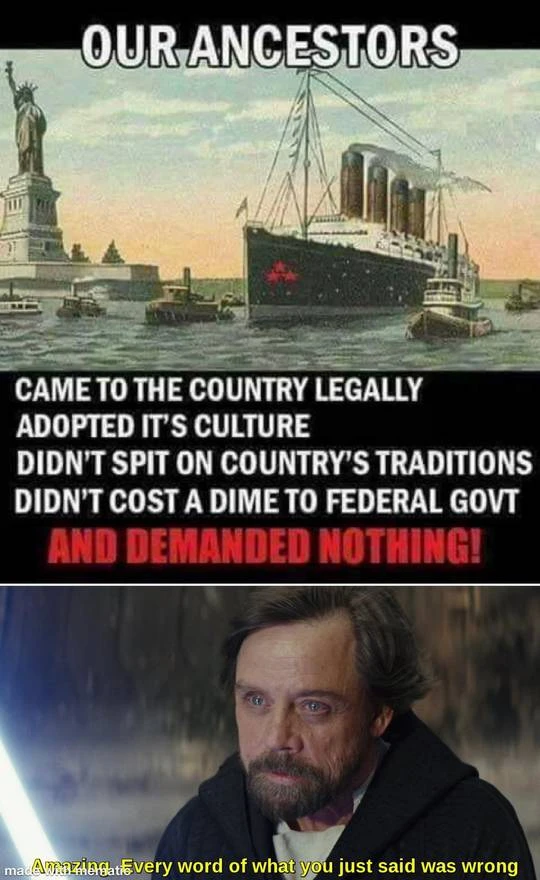 OUR ANCESTORS
CAME TO THE COUNTRY LEGALLY
ADOPTED IT'S CULTURE
DIDN'T SPIT ON COUNTRY'S TRADITIONS
DIDN'T COST A DIME TO FEDERAL GOVT
AND DEMANDED NOTHING!
Amazing. Every word of what you just said was wrong
made with mematic